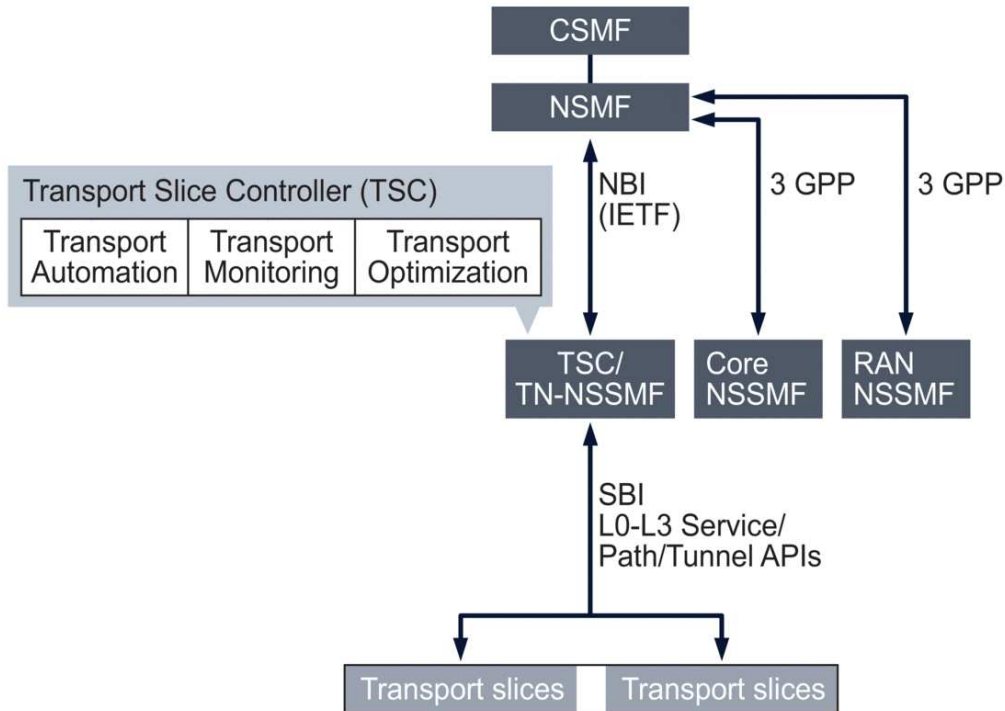 CSMF
NSMF
Transport Slice Controller (TSC)
Transport
Automation
Transport
Monitoring
Transport
Optimization
NBI
(IETF)
3 GPP
3 GPP
TSC/
TN-NSSMF
Core
NSSMF
RAN
NSSMF
SBI
L0-L3 Service/
Path/Tunnel APIs
Transport slices
Transport slices